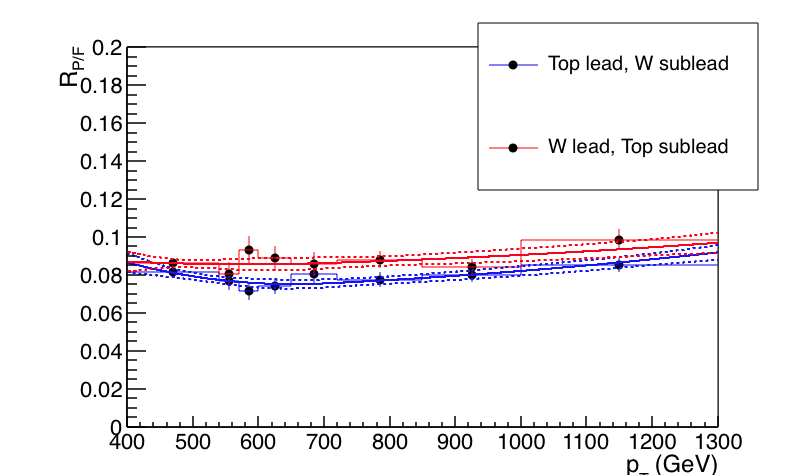 Top lead, W sublead
W lead, Top sublead
R_P/F
0.2
0.18
0.16
0.14
0.12
0.1
0.08
0.06
0.04
0.02
0
400 500 600 700 800 900 1000 1100 1200 1300
p_T (GeV)